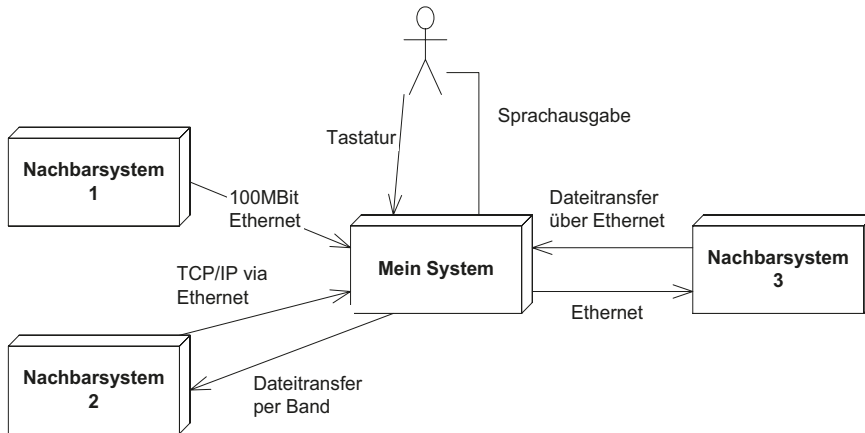 Sprachausgabe
Tastatur
Nachbarsystem
1
100MBit
Ethernet
Dateitransfer
über Ethernet
Mein System
Nachbarsystem
3
TCP/IP via
Ethernet
Ethernet
Nachbarsystem
2
Dateitransfer
per Band